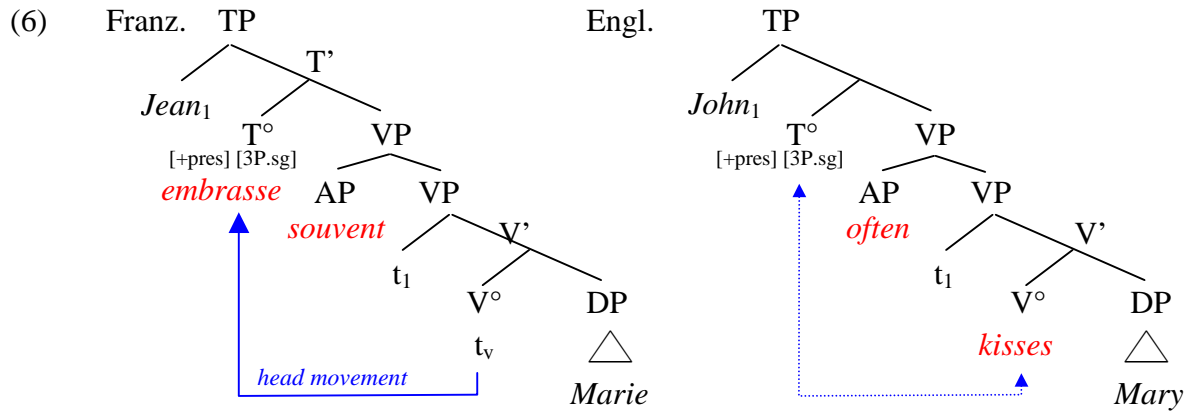 (6) Franz. TP Engl. TP
T’
Jean₁ John₁
T° VP T° VP
[+pres] [3P.sg] [+pres] [3P.sg]
embrasse AP VP AP VP
souvent often
V’ V’
t₁ t₁
V° DP V° DP
tᵥ kisses
head movement
Marie Mary